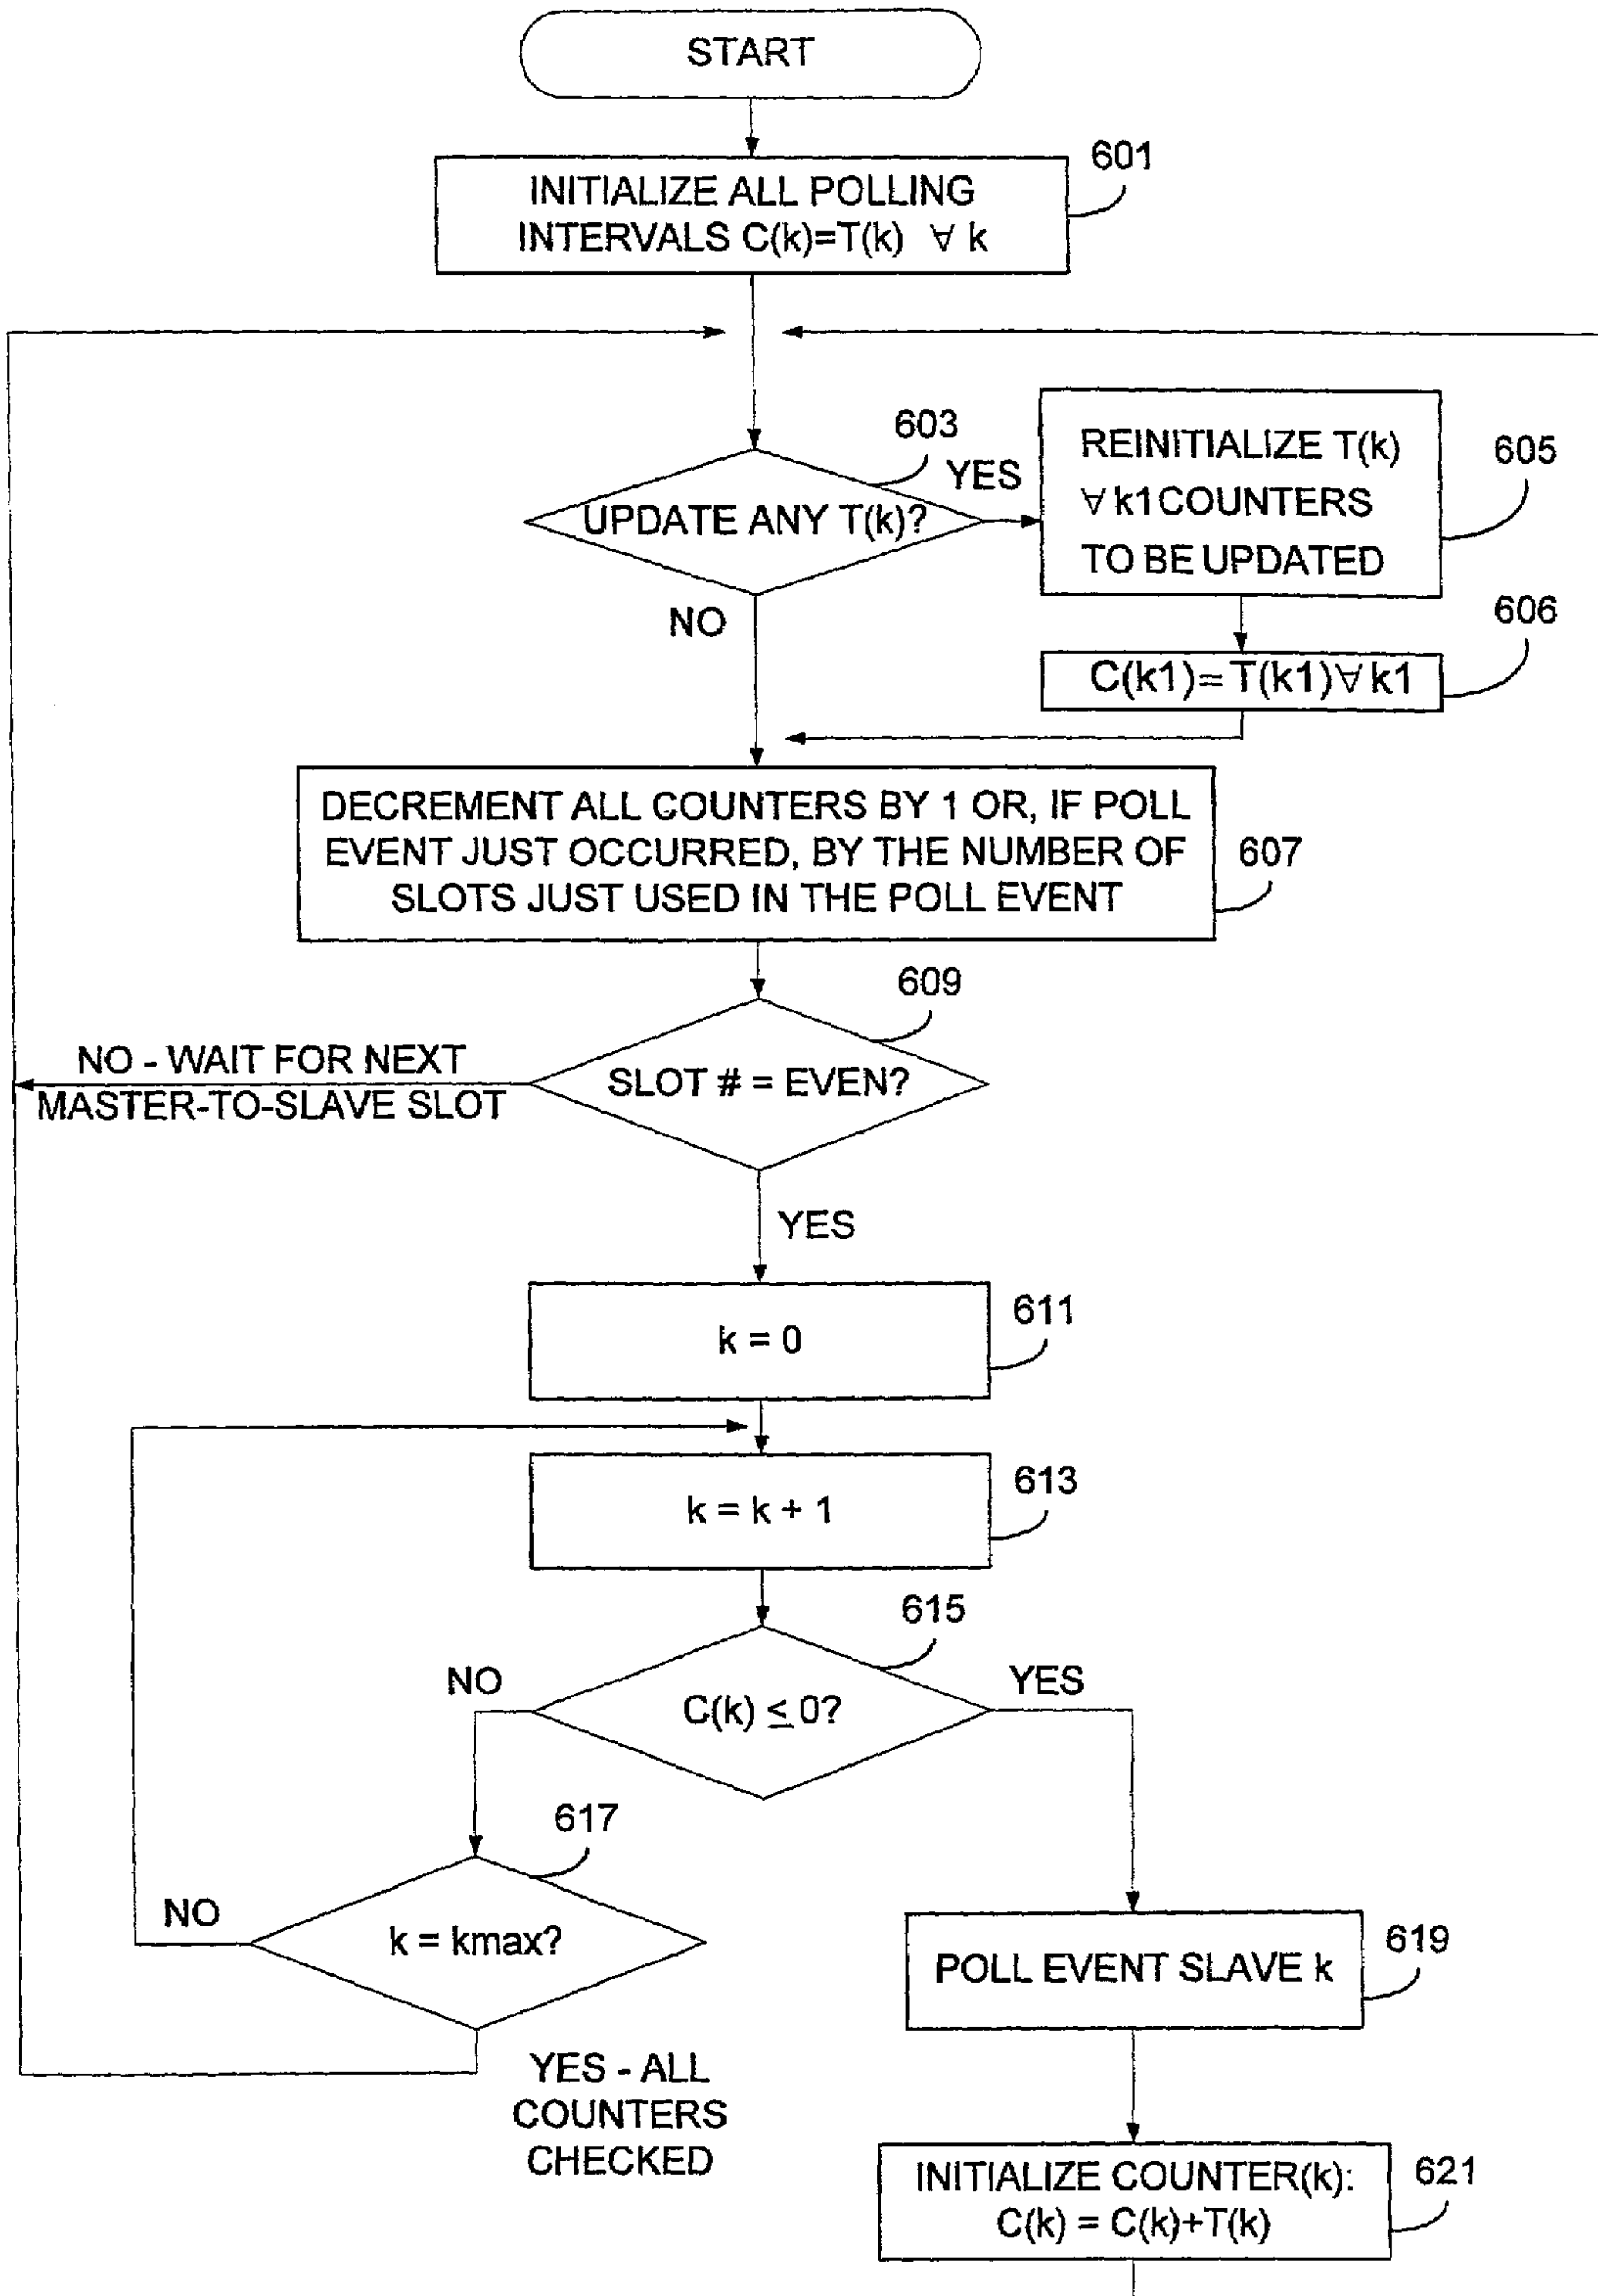 START
601
INITIALIZE ALL POLLING
INTERVALS C(k)=T(k) ∀ k
603
YES
UPDATE ANY T(k)?
NO
REINITIALIZE T(k)
∀ k1 COUNTERS
TO BE UPDATED
605
606
C(k1)= T(k1)∀ k1
DECREMENT ALL COUNTERS BY 1 OR, IF POLL
EVENT JUST OCCURRED, BY THE NUMBER OF
SLOTS JUST USED IN THE POLL EVENT
607
609
NO - WAIT FOR NEXT
MASTER-TO-SLAVE SLOT
SLOT # = EVEN?
YES
611
k = 0
613
k = k + 1
615
NO
YES
C(k) ≤ 0?
617
NO
k = kmax?
619
POLL EVENT SLAVE k
YES - ALL
COUNTERS
CHECKED
621
INITIALIZE COUNTER(k):
C(k) = C(k)+T(k)